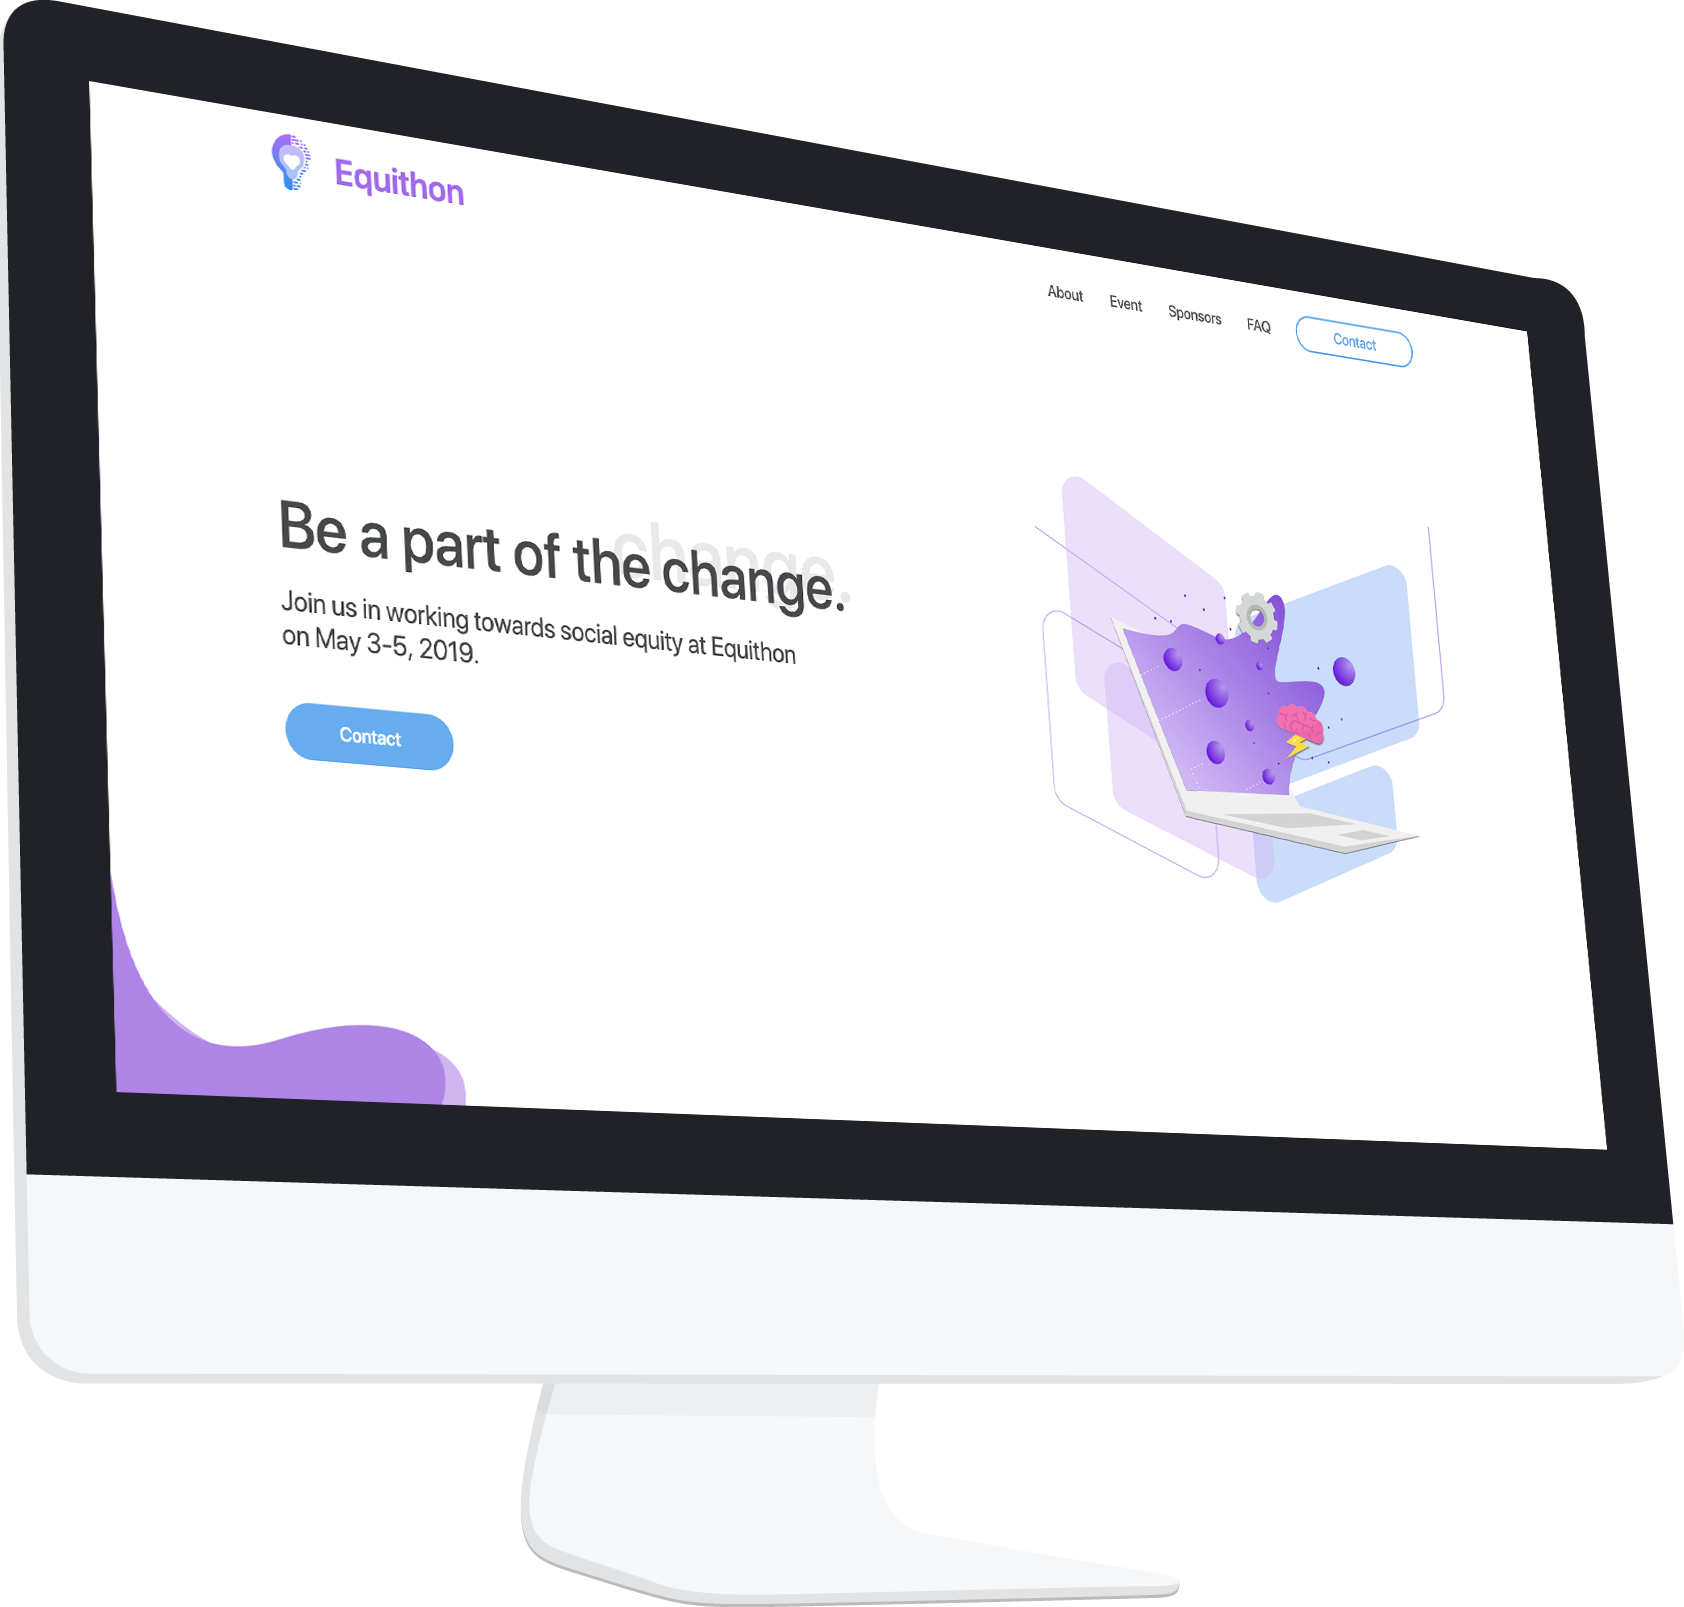 Equithon
About
Event
Sponsors
FAQ
Contact
change.
Be a part of the change.
Join us in working towards social equity at Equithon
on May 3-5, 2019.
Contact